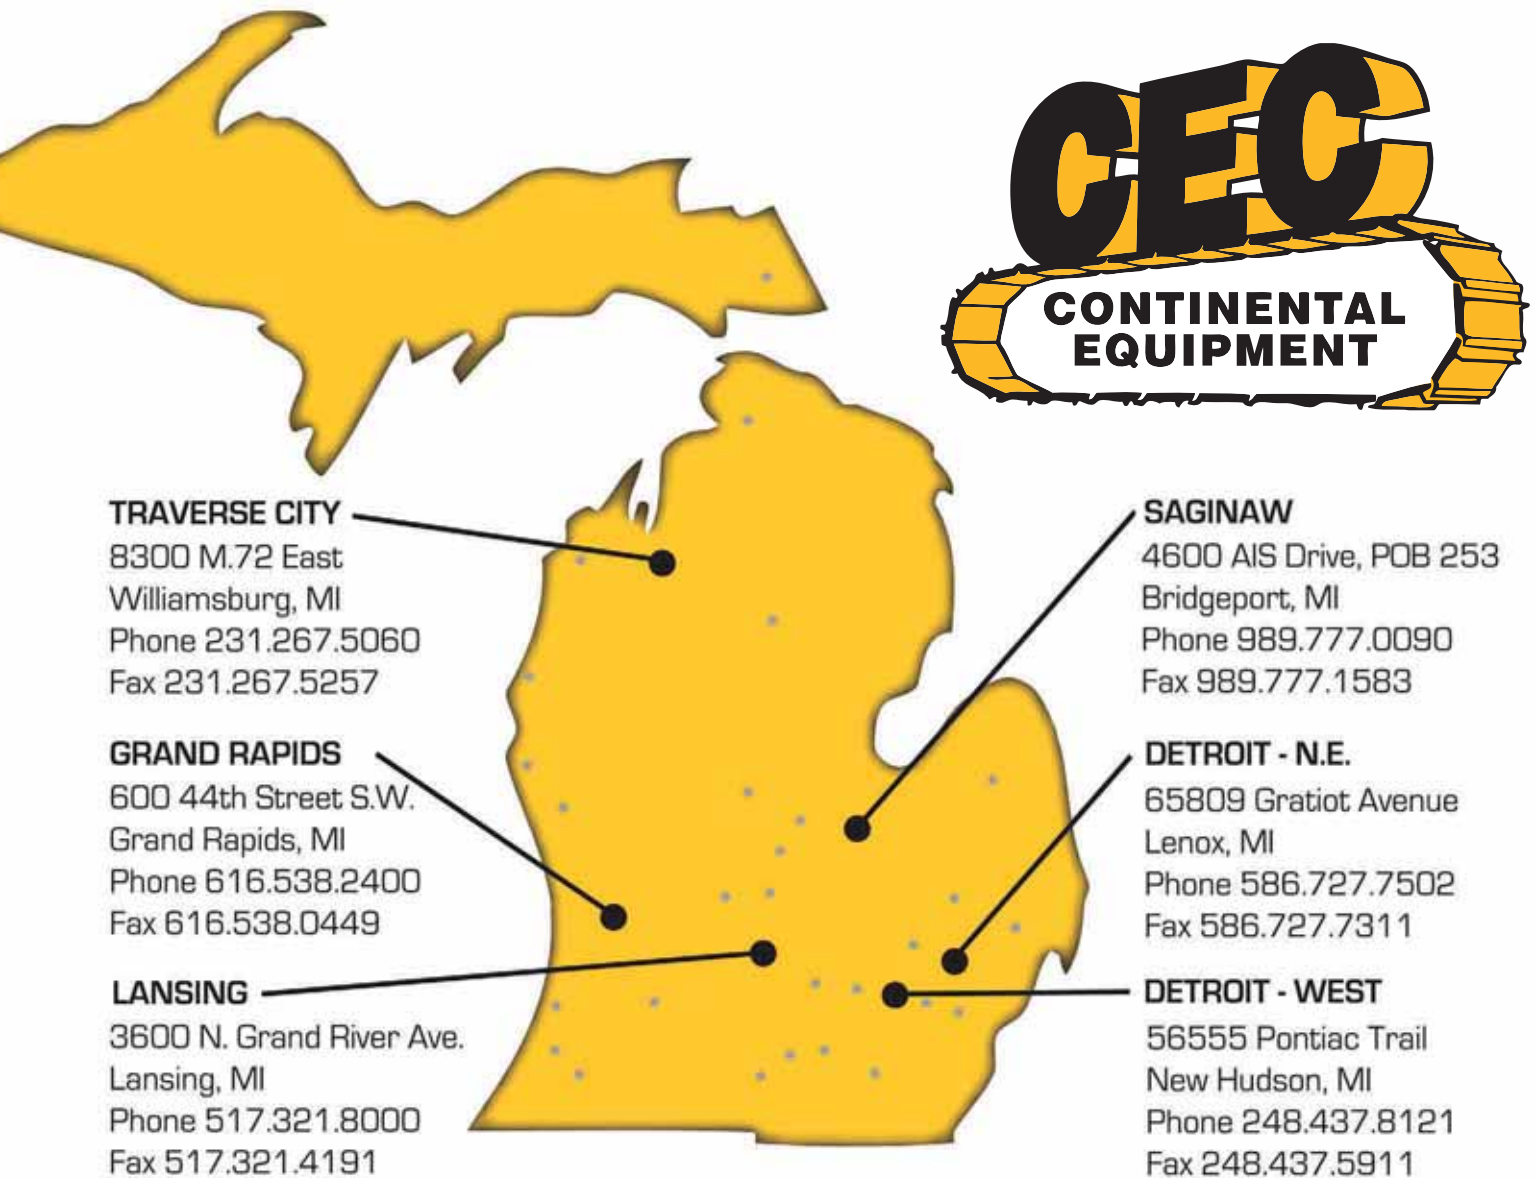 CEC
CONTINENTAL
EQUIPMENT
TRAVERSE CITY
8300 M.72 East
Williamsburg, MI
Phone 231.267.5060
Fax 231.267.5257
GRAND RAPIDS
600 44th Street S.W.
Grand Rapids, MI
Phone 616.538.2400
Fax 616.538.0449
LANSING
3600 N. Grand River Ave.
Lansing, MI
Phone 517.321.8000
Fax 517.321.4191
SAGINAW
4600 AIS Drive, POB 253
Bridgeport, MI
Phone 989.777.0090
Fax 989.777.1583
DETROIT - N.E.
65809 Gratiot Avenue
Lenox, MI
Phone 586.727.7502
Fax 586.727.7311
DETROIT - WEST
56555 Pontiac Trail
New Hudson, MI
Phone 248.437.8121
Fax 248.437.5911